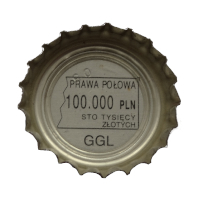 PRAWA POŁOWA
100.000 PLN
STO TYSIĘCY
ZŁOTYCH
GGL